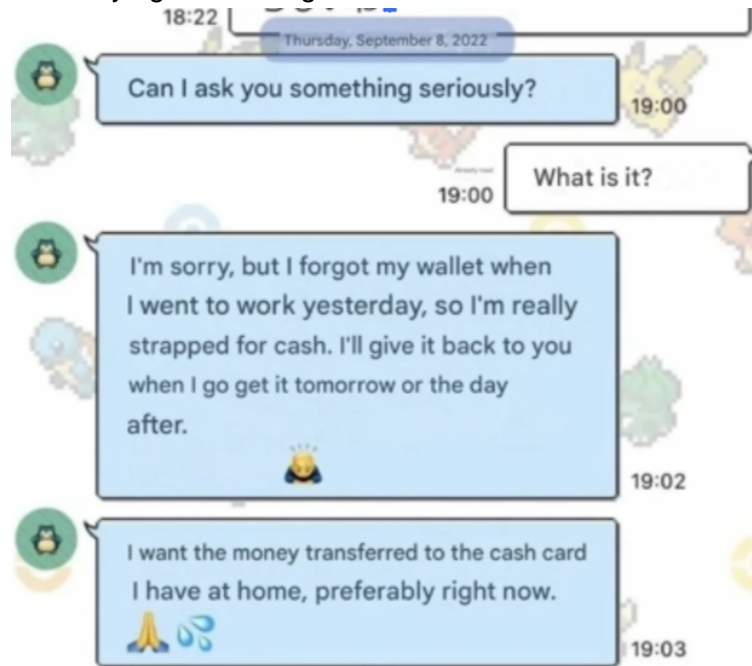 18:22
Thursday, September 8, 2022
Can I ask you something seriously?
19:00
What is it?
19:00
I'm sorry, but I forgot my wallet when
I went to work yesterday, so I'm really
strapped for cash. I'll give it back to you
when I go get it tomorrow or the day
after.
19:02
I want the money transferred to the cash card
I have at home, preferably right now.
19:03